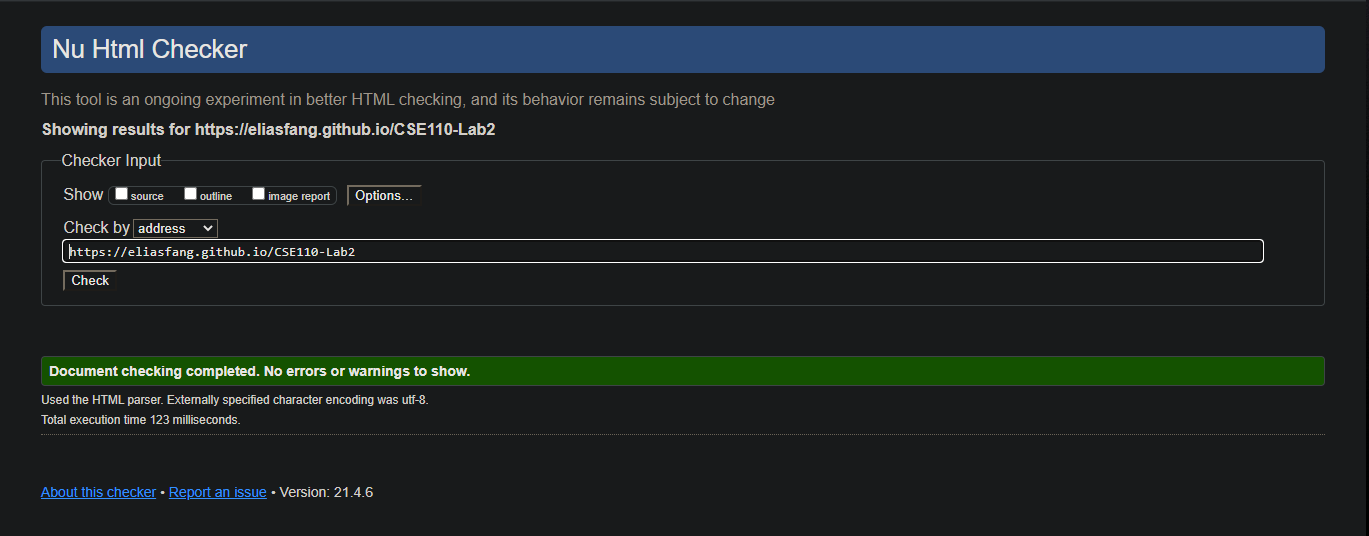 Nu Html Checker
This tool is an ongoing experiment in better HTML checking, and its behavior remains subject to change
Showing results for https://eliasfang.github.io/CSE110-Lab2
Checker Input
Show source outline image report Options...
Check by address
https://eliasfang.github.io/CSE110-Lab2
Check
Document checking completed. No errors or warnings to show.
Used the HTML parser. Externally specified character encoding was utf-8.
Total execution time 123 milliseconds.
About this checker • Report an issue • Version: 21.4.6